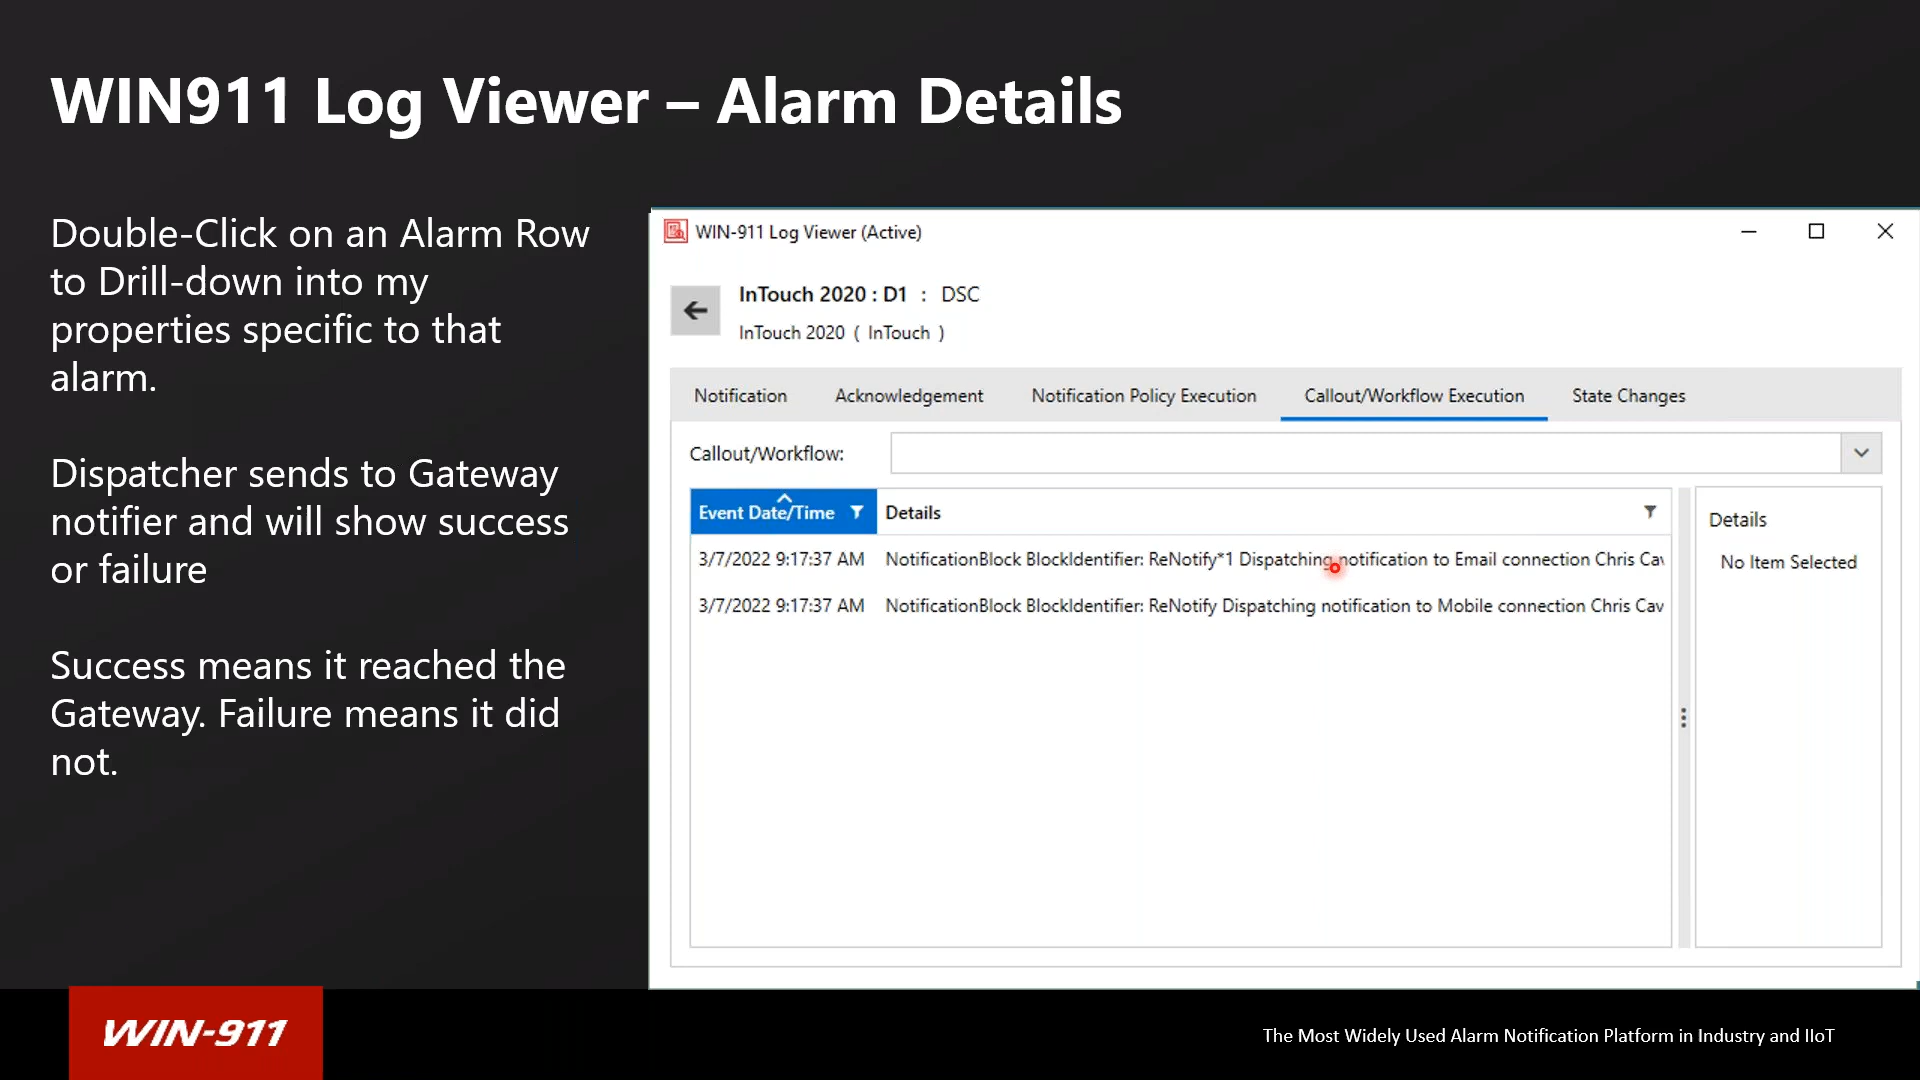 WIN911 Log Viewer – Alarm Details
Double-Click on an Alarm Row
to Drill-down into my
properties specific to that
alarm.
Dispatcher sends to Gateway
notifier and will show success
or failure
Success means it reached the
Gateway. Failure means it did
not.
WIN-911 Log Viewer (Active)
InTouch 2020 : D1 : DSC
InTouch 2020 ( InTouch )
Notification Acknowledgement Notification Policy Execution Callout/Workflow Execution State Changes
Callout/Workflow:
Event Date/Time Details
3/7/2022 9:17:37 AM NotificationBlock BlockIdentifier: ReNotify*1 Dispatching notification to Email connection Chris Cav
3/7/2022 9:17:37 AM NotificationBlock BlockIdentifier: ReNotify Dispatching notification to Mobile connection Chris Cav
Details
No Item Selected
WIN-911
The Most Widely Used Alarm Notification Platform in Industry and IIoT